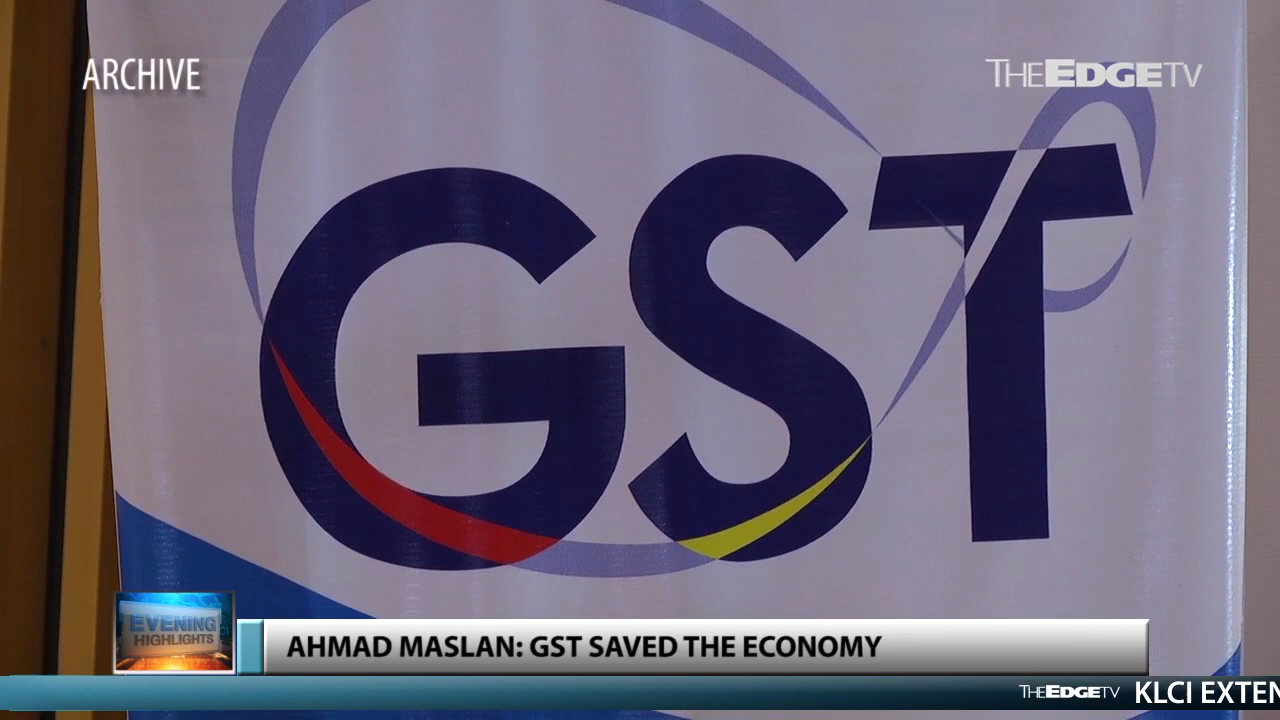 ARCHIVE
THEEDGETV
GST
EVENING
HIGHLIGHTS
AHMAD MASLAN: GST SAVED THE ECONOMY
THEEDGETV KLCI EXTEN